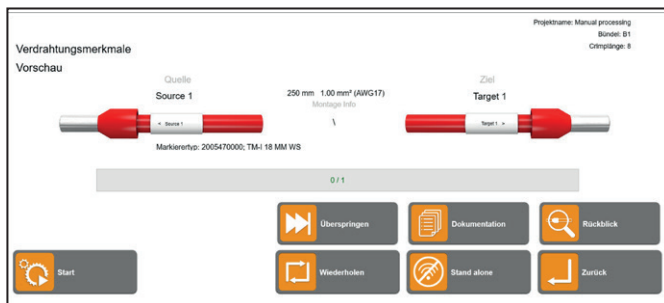 Projektname: Manual processing
Bündel: B1
Crimplänge: 8
Verdrahtungsmerkmale
Vorschau
Quelle
Source 1
250 mm 1.00 mm² (AWG17)
Montage Info
\
Ziel
Target 1
< Source 1
Target 1 >
Markierertyp: 2005470000; TM-I 18 MM WS
0 / 1
Überspringen
Dokumentation
Rückblick
Start
Wiederholen
Stand alone
Zurück